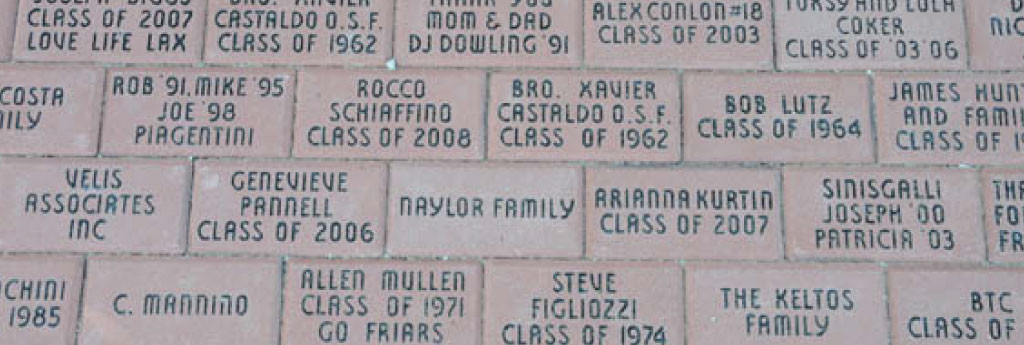 CLASS OF 2007
LOVE LIFE LAX
CASTALDO O.S.F.
CLASS OF 1962
MOM & DAD
DJ DOWLING '91
ALEX CONLON #18
CLASS OF 2003
COKER
CLASS OF '03 '06
COSTA
ROB '91, MIKE '95
JOE '98
PIAGENTINI
ROCCO
SCHIAFFINO
CLASS OF 2008
BRO. XAVIER
CASTALDO O.S.F.
CLASS OF 1962
BOB LUTZ
CLASS OF 1964
JAMES
AND
CLASS OF
VELIS
ASSOCIATES
INC
GENEVIEVE
PANNELL
CLASS OF 2006
NAYLOR FAMILY
ARIANNA KURTIN
CLASS OF 2007
SINISGALLI
JOSEPH '00
PATRICIA '03
1985
C. MANNINO
ALLEN MULLEN
CLASS OF 1971
GO FRIARS
STEVE
FIGLIOZZI
CLASS OF 1974
THE KELTOS
FAMILY
BTC
CLASS OF